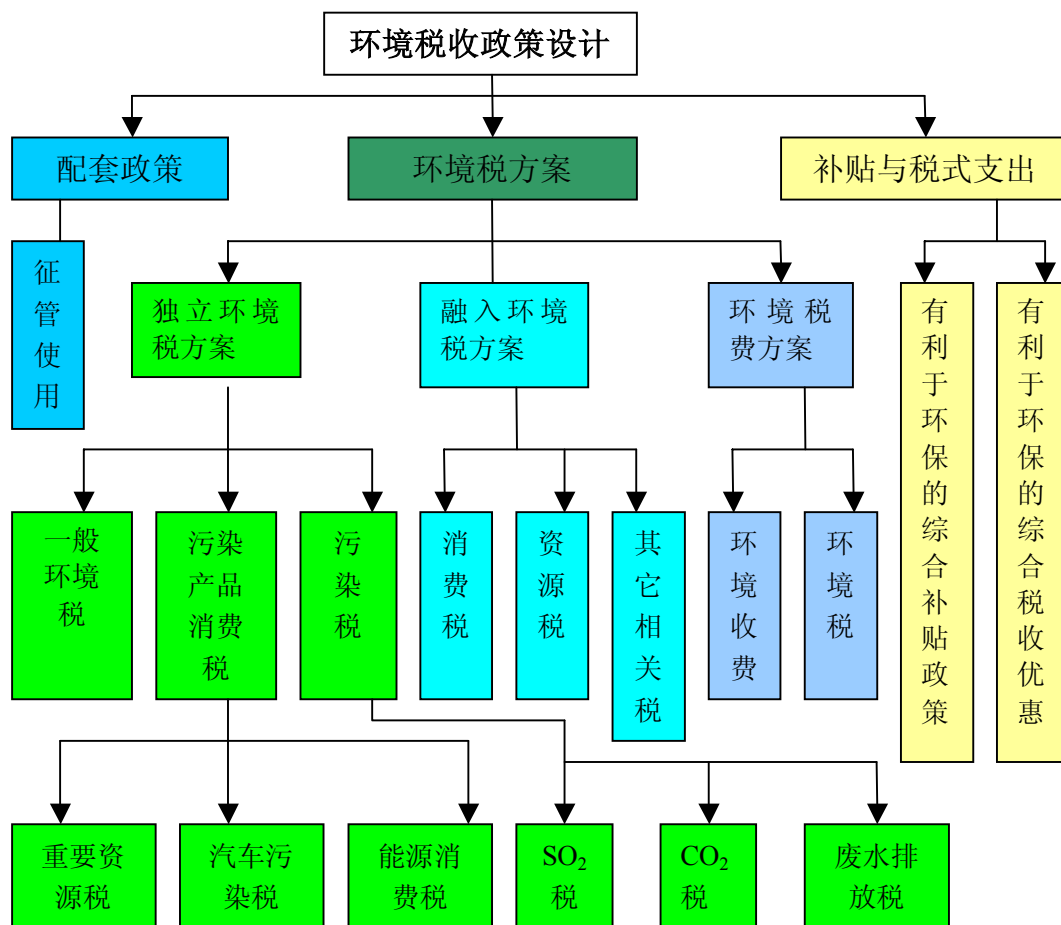 环境税收政策设计
配套政策
环境税方案
补贴与税式支出
征
管
使
用
独立环境
税方案
融入环境
税方案
环境税
费方案
有
利
于
环
保
的
综
合
补
贴
政
策
有
利
于
环
保
的
综
合
税
收
优
惠
一般
环境
税
污染
产品
消费
税
污
染
税
消
费
税
资
源
税
其
它
相
关
税
环
境
收
费
环
境
税
重要资
源税
汽车污
染税
能源消
费税
SO₂
税
CO₂
税
废水排
放税